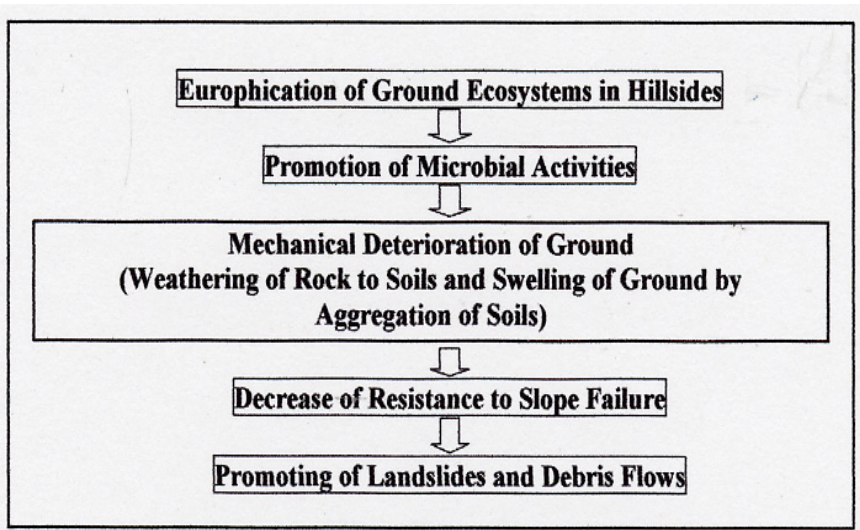 Europhication of Ground Ecosystems in Hillsides
Promotion of Microbial Activities
Mechanical Deterioration of Ground
(Weathering of Rock to Soils and Swelling of Ground by
Aggregation of Soils)
Decrease of Resistance to Slope Failure
Promoting of Landslides and Debris Flows